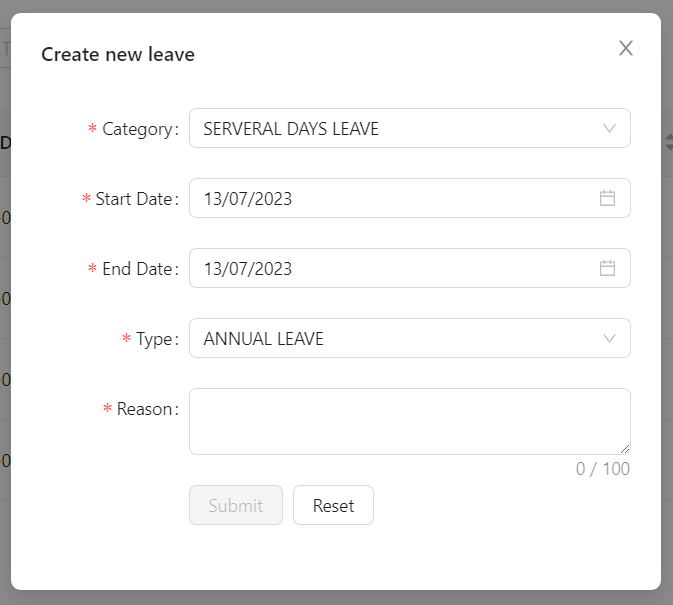 Create new leave
* Category: SERVERAL DAYS LEAVE
* Start Date: 13/07/2023
* End Date: 13/07/2023
* Type: ANNUAL LEAVE
* Reason:
0 / 100
Submit Reset